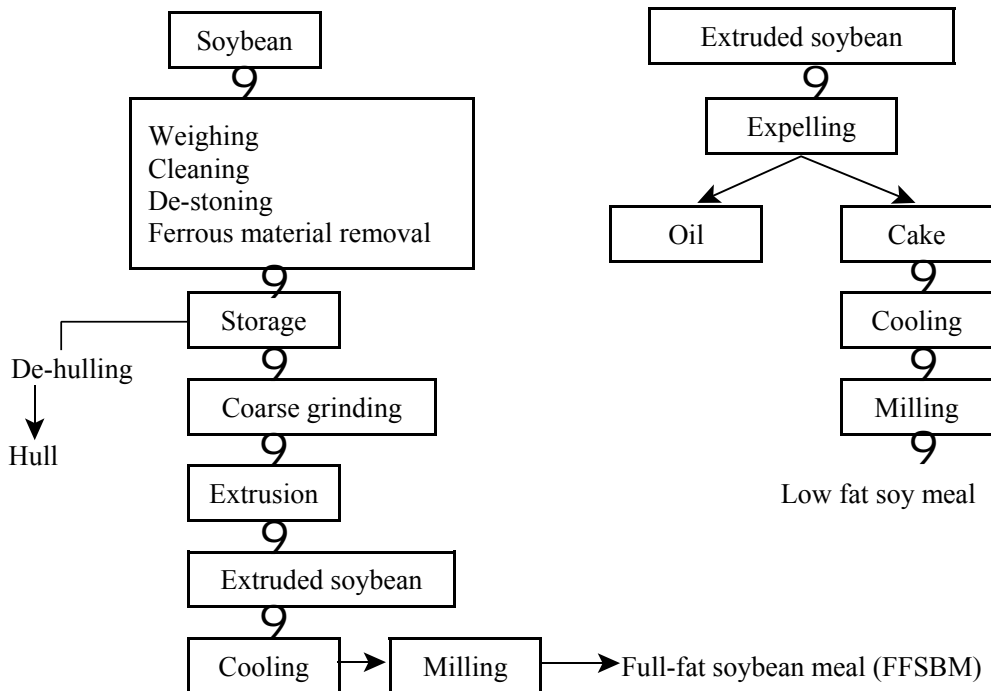 Soybean
Weighing
Cleaning
De-stoning
Ferrous material removal
Storage
De-hulling
Hull
Coarse grinding
Extrusion
Extruded soybean
Cooling
Milling
Full-fat soybean meal (FFSBM)
Extruded soybean
Expelling
Oil
Cake
Cooling
Milling
Low fat soy meal